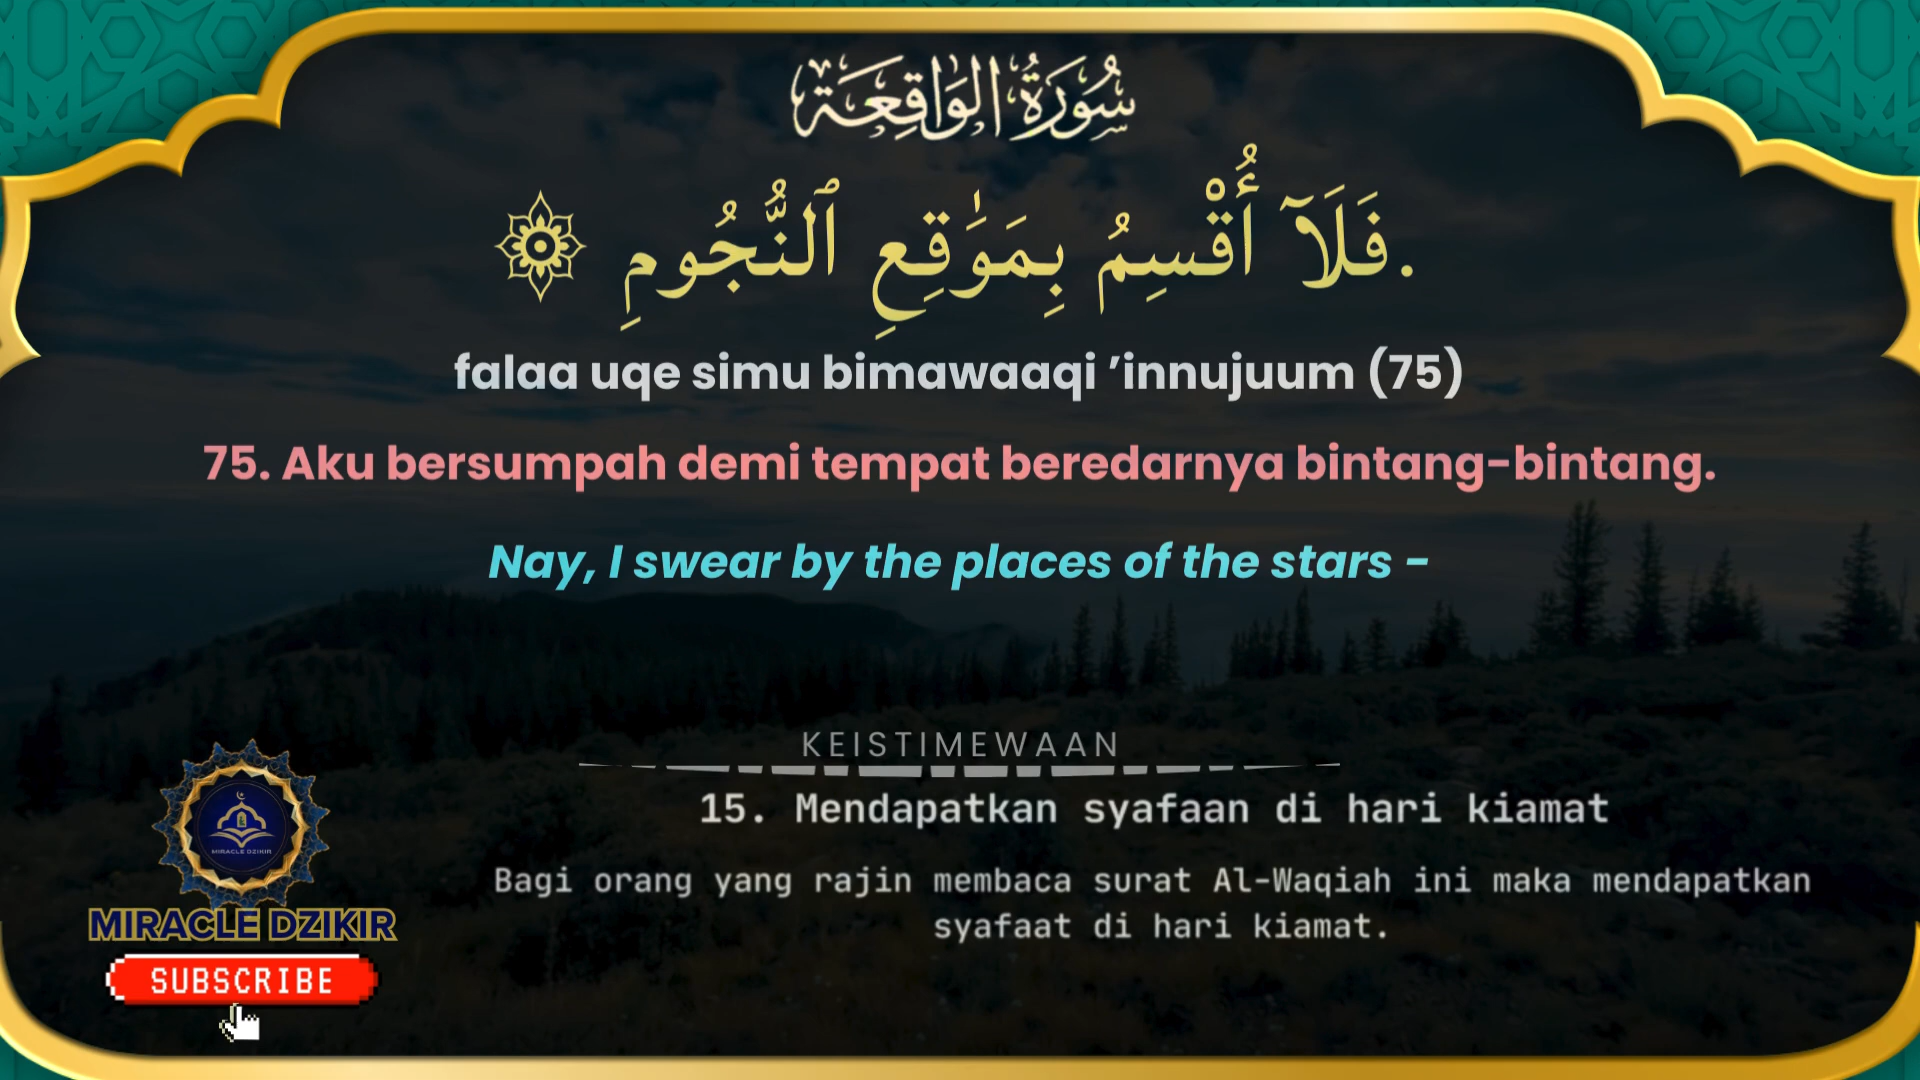 سُورَةُ الوَاقِعَة
فَلَآ أُقْسِمُ بِمَوَٰقِعِ ٱلنُّجُومِ.
falaa uqe simu bimawaaqi ’innujuum (75)
75. Aku bersumpah demi tempat beredarnya bintang-bintang.
Nay, I swear by the places of the stars -
KEISTIMEWAAN
15. Mendapatkan syafaan di hari kiamat
Bagi orang yang rajin membaca surat Al-Waqiah ini maka mendapatkan
syafaat di hari kiamat.
MIRACLE DZIKIR
MIRACLE DZIKIR
SUBSCRIBE